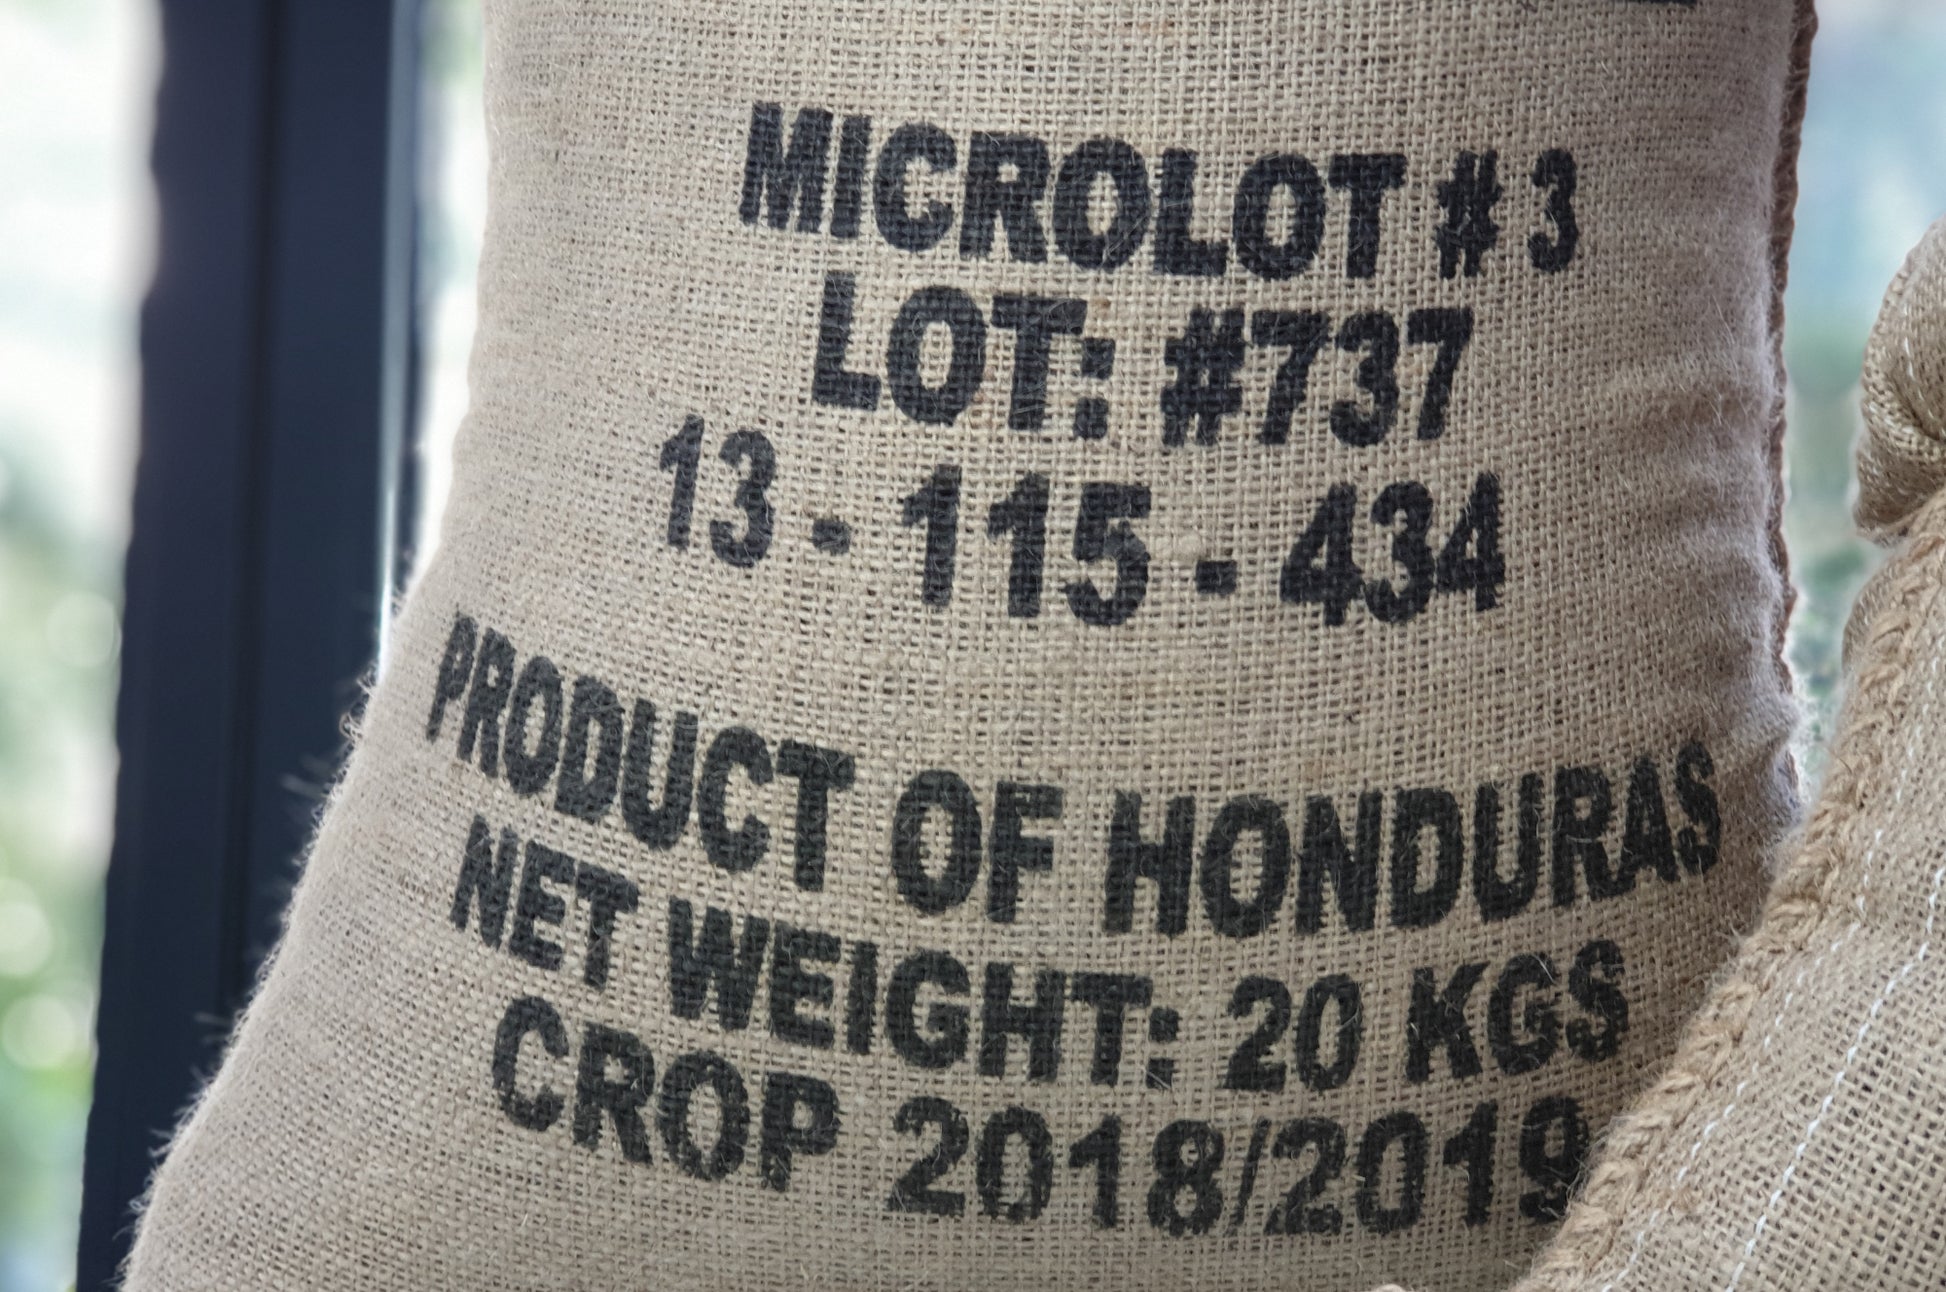 MICROLOT # 3
LOT: #737
13 - 115 - 434
PRODUCT OF HONDURAS
NET WEIGHT: 20 KGS
CROP 2018/2019